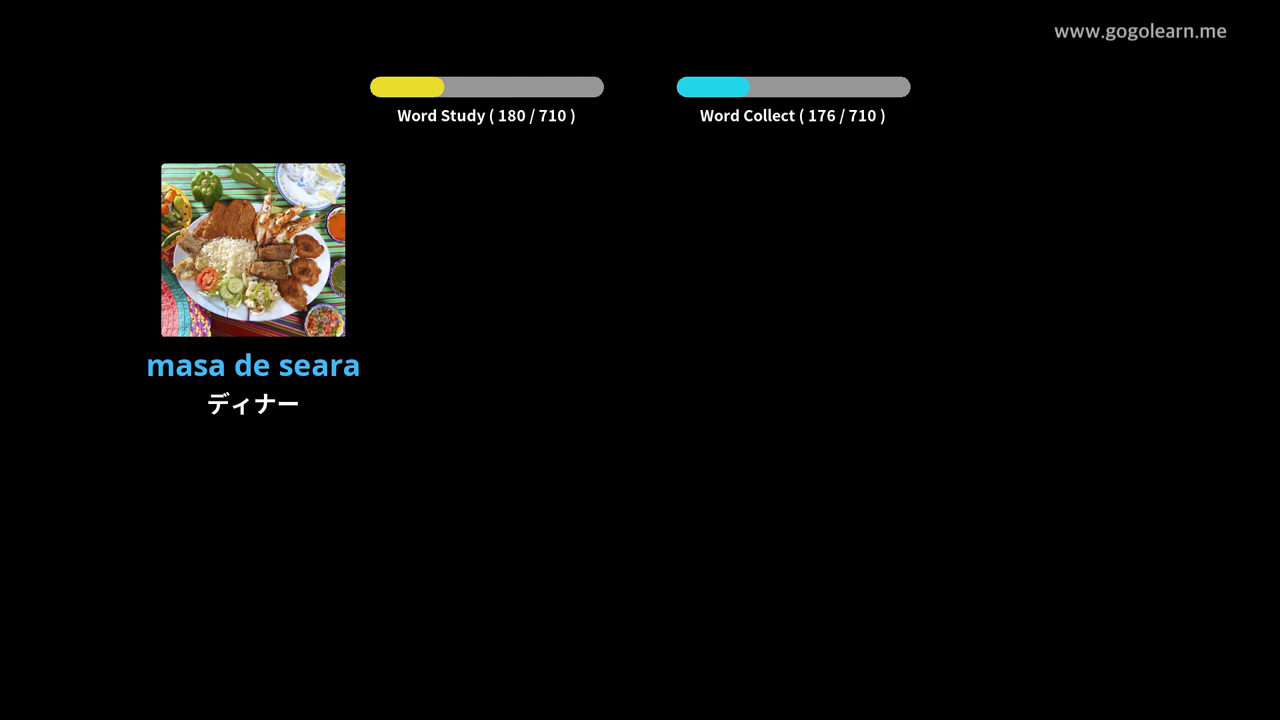 www.gogolearn.me
Word Study ( 180 / 710 )
Word Collect ( 176 / 710 )
masa de seara
ディナー